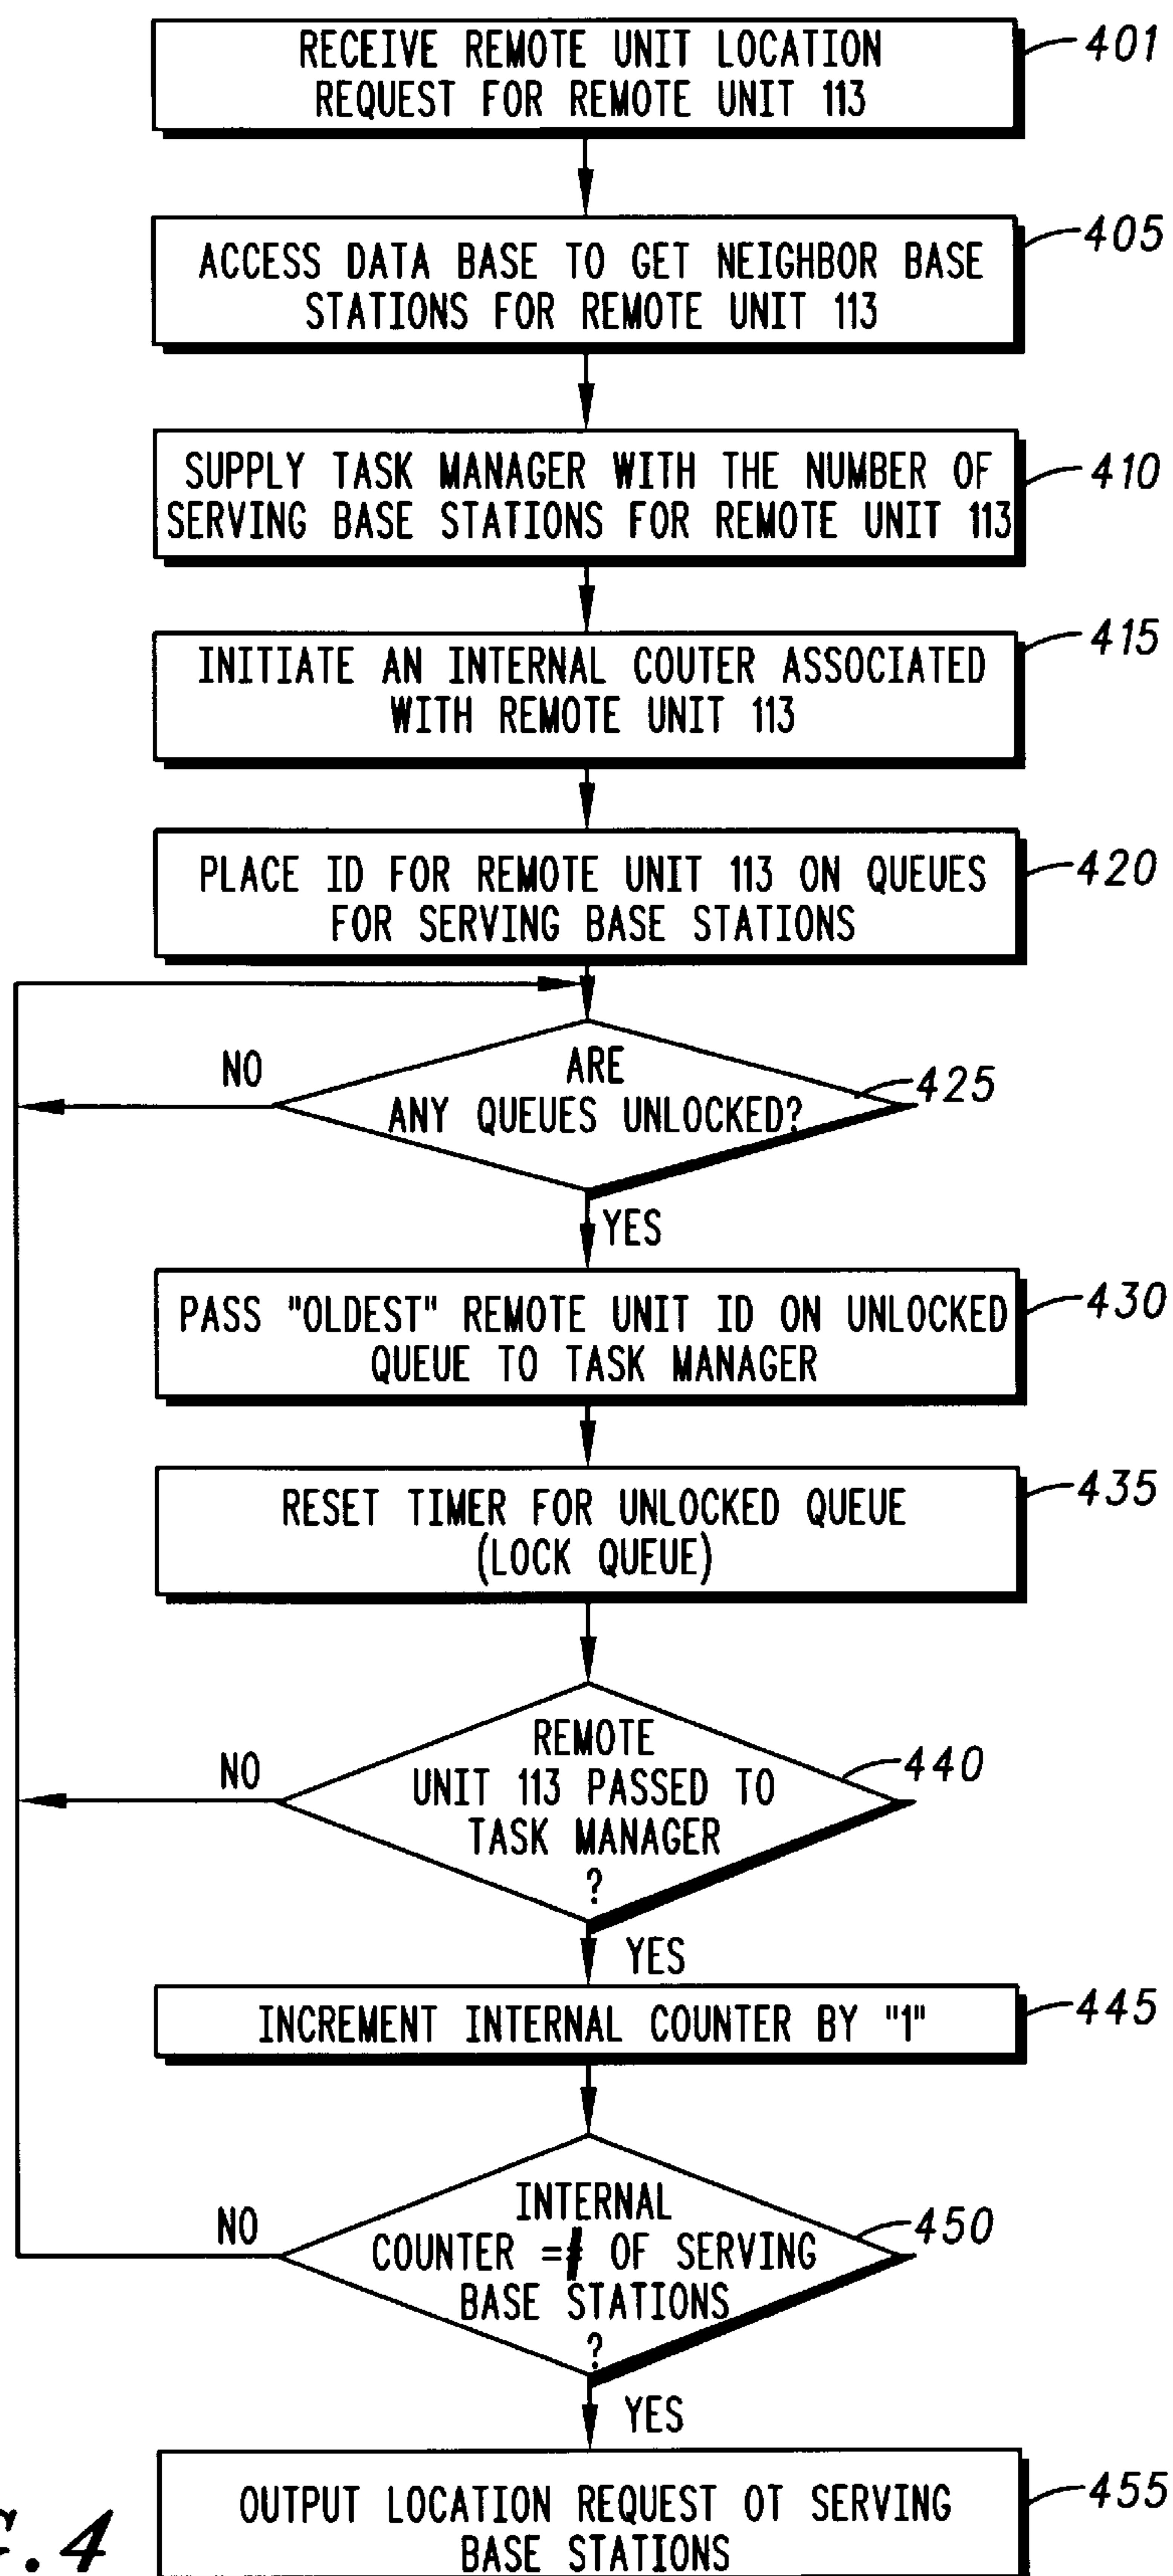 RECEIVE REMOTE UNIT LOCATION
REQUEST FOR REMOTE UNIT 113
401
ACCESS DATA BASE TO GET NEIGHBOR BASE
STATIONS FOR REMOTE UNIT 113
405
SUPPLY TASK MANAGER WITH THE NUMBER OF
SERVING BASE STATIONS FOR REMOTE UNIT 113
410
INITIATE AN INTERNAL COUTER ASSOCIATED
WITH REMOTE UNIT 113
415
PLACE ID FOR REMOTE UNIT 113 ON QUEUES
FOR SERVING BASE STATIONS
420
NO
ARE
ANY QUEUES UNLOCKED?
425
YES
PASS "OLDEST" REMOTE UNIT ID ON UNLOCKED
QUEUE TO TASK MANAGER
430
RESET TIMER FOR UNLOCKED QUEUE
(LOCK QUEUE)
435
NO
REMOTE
UNIT 113 PASSED TO
TASK MANAGER
?
440
YES
INCREMENT INTERNAL COUNTER BY "1"
445
NO
INTERNAL
COUNTER =# OF SERVING
BASE STATIONS
?
450
YES
OUTPUT LOCATION REQUEST OT SERVING
BASE STATIONS
455
.4